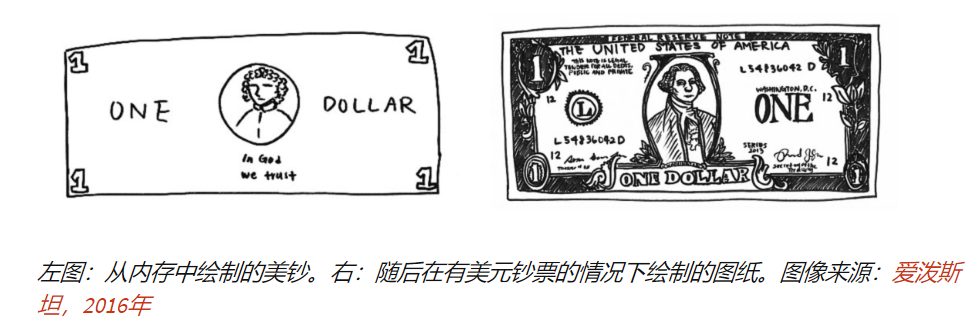 1 1
ONE DOLLAR
In God
we trust
1 1
FEDERAL RESERVE NOTE
THE UNITED STATES OF AMERICA
THIS NOTE IS LEGAL
TENDER FOR ALL DEBTS,
PUBLIC AND PRIVATE
1 1
L54836042 D
12 WASHINGTON, D.C. 12
L ONE
L54836042D
12 SERIES
2013 12
1 ONE DOLLAR 1
左图：从内存中绘制的美钞。右：随后在有美元钞票的情况下绘制的图纸。图像来源：爱泼斯
坦，2016年